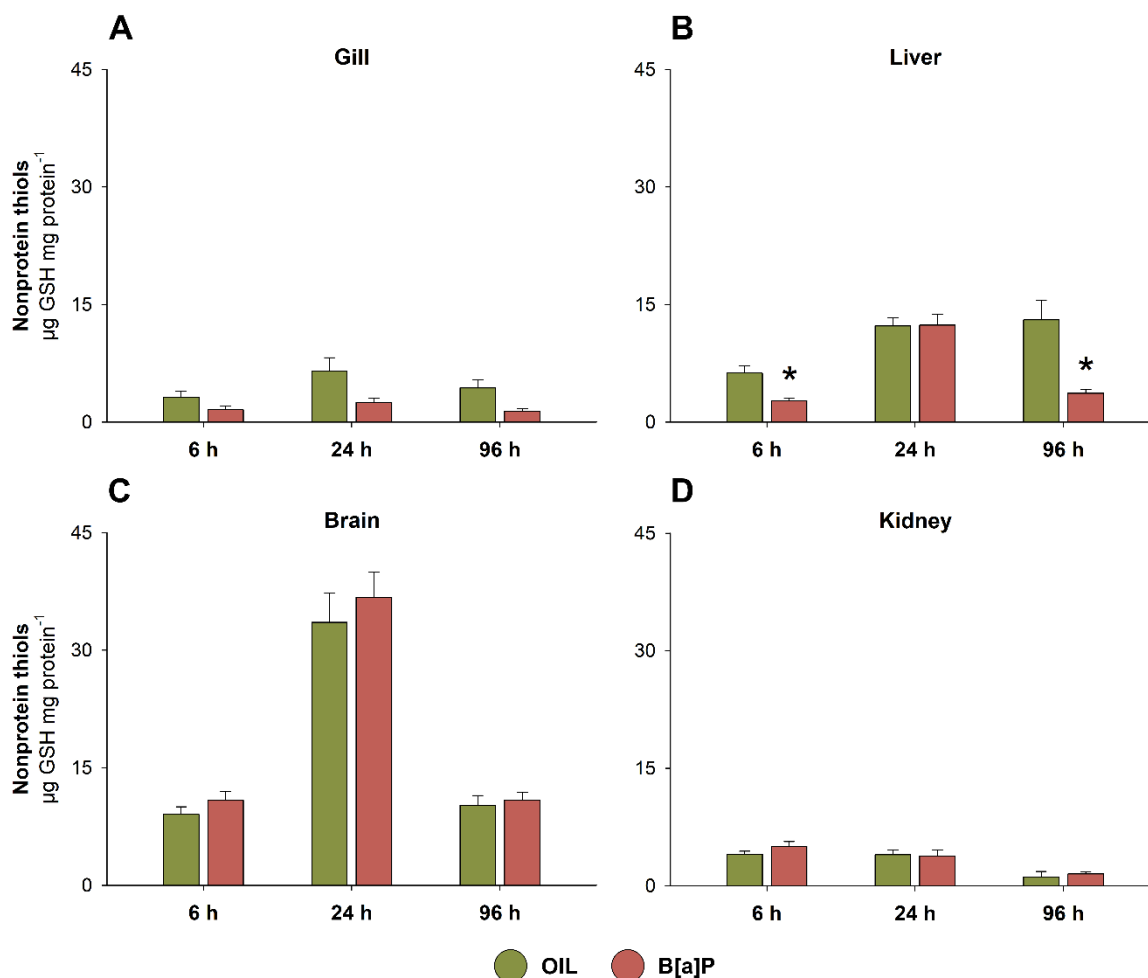 A
Gill
B
Liver
Nonprotein thiols
µg GSH mg protein⁻¹
45
30
15
0
6 h 24 h 96 h
45
30
15
0
*
*
6 h 24 h 96 h
C
Brain
D
Kidney
Nonprotein thiols
µg GSH mg protein⁻¹
45
30
15
0
6 h 24 h 96 h
45
30
15
0
6 h 24 h 96 h
OIL B[a]P